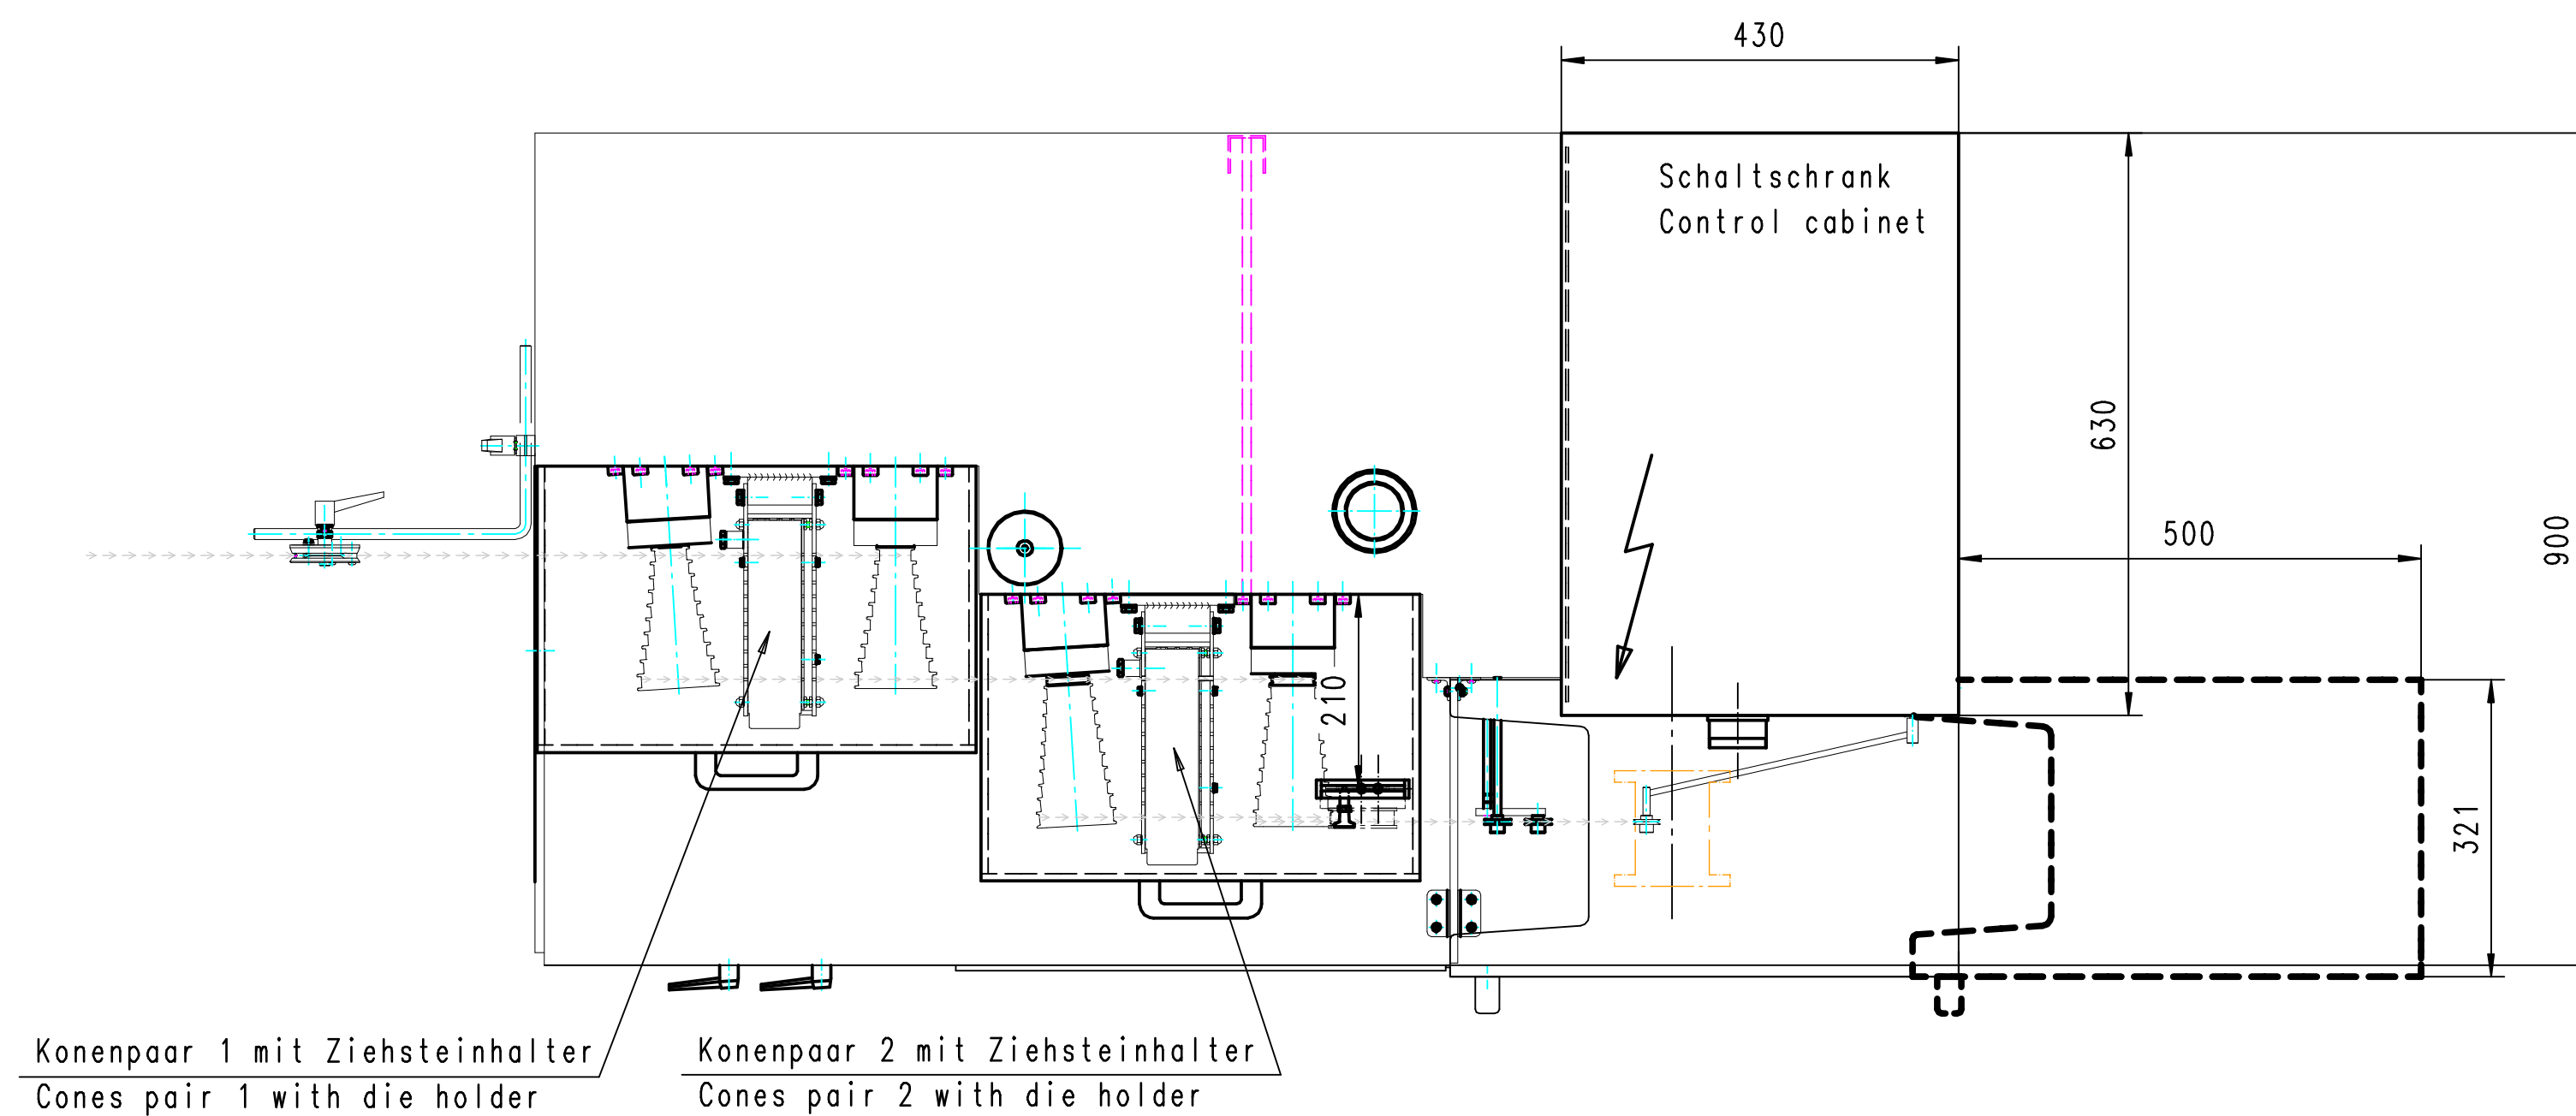 430
Schaltschrank
Control cabinet
630
500
900
210
321
Konenpaar 1 mit Ziehsteinhalter
Cones pair 1 with die holder
Konenpaar 2 mit Ziehsteinhalter
Cones pair 2 with die holder